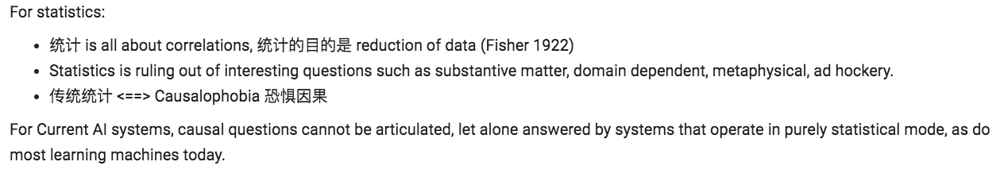 For statistics:
• 统计 is all about correlations, 统计的目的是 reduction of data (Fisher 1922)
• Statistics is ruling out of interesting questions such as substantive matter, domain dependent, metaphysical, ad hockery.
• 传统统计 <==> Causalophobia 恐惧因果
For Current AI systems, causal questions cannot be articulated, let alone answered by systems that operate in purely statistical mode, as do
most learning machines today.